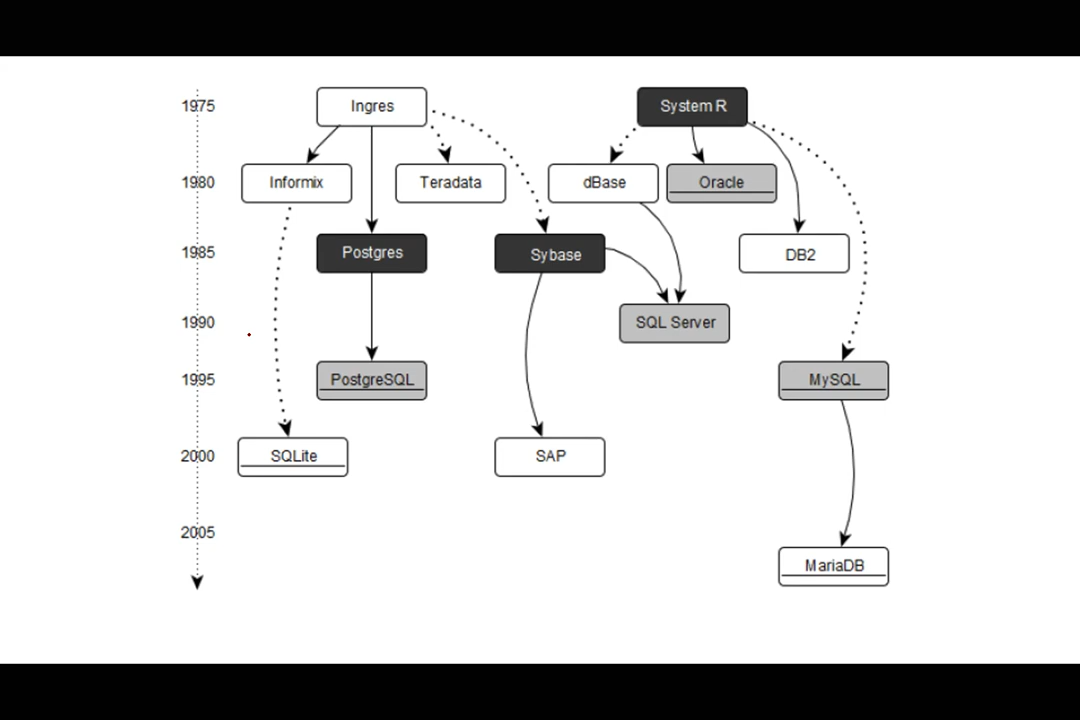 1975
Ingres
System R
1980
Informix
Teradata
dBase
Oracle
1985
Postgres
Sybase
DB2
1990
SQL Server
1995
PostgreSQL
MySQL
2000
SQLite
SAP
2005
MariaDB